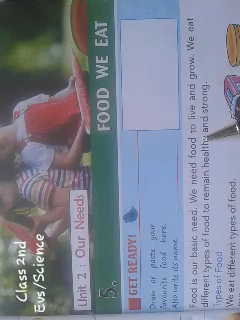 Class 2nd
Evs/Science
Unit 2 : Our Needs
5.
FOOD WE EAT
GET READY!
Draw or paste your
favourite food here.
Also write its name.
Food is our basic need. We need food to live and grow. We eat
different types of food to remain healthy and strong.
Types of Food
We eat different types of food.